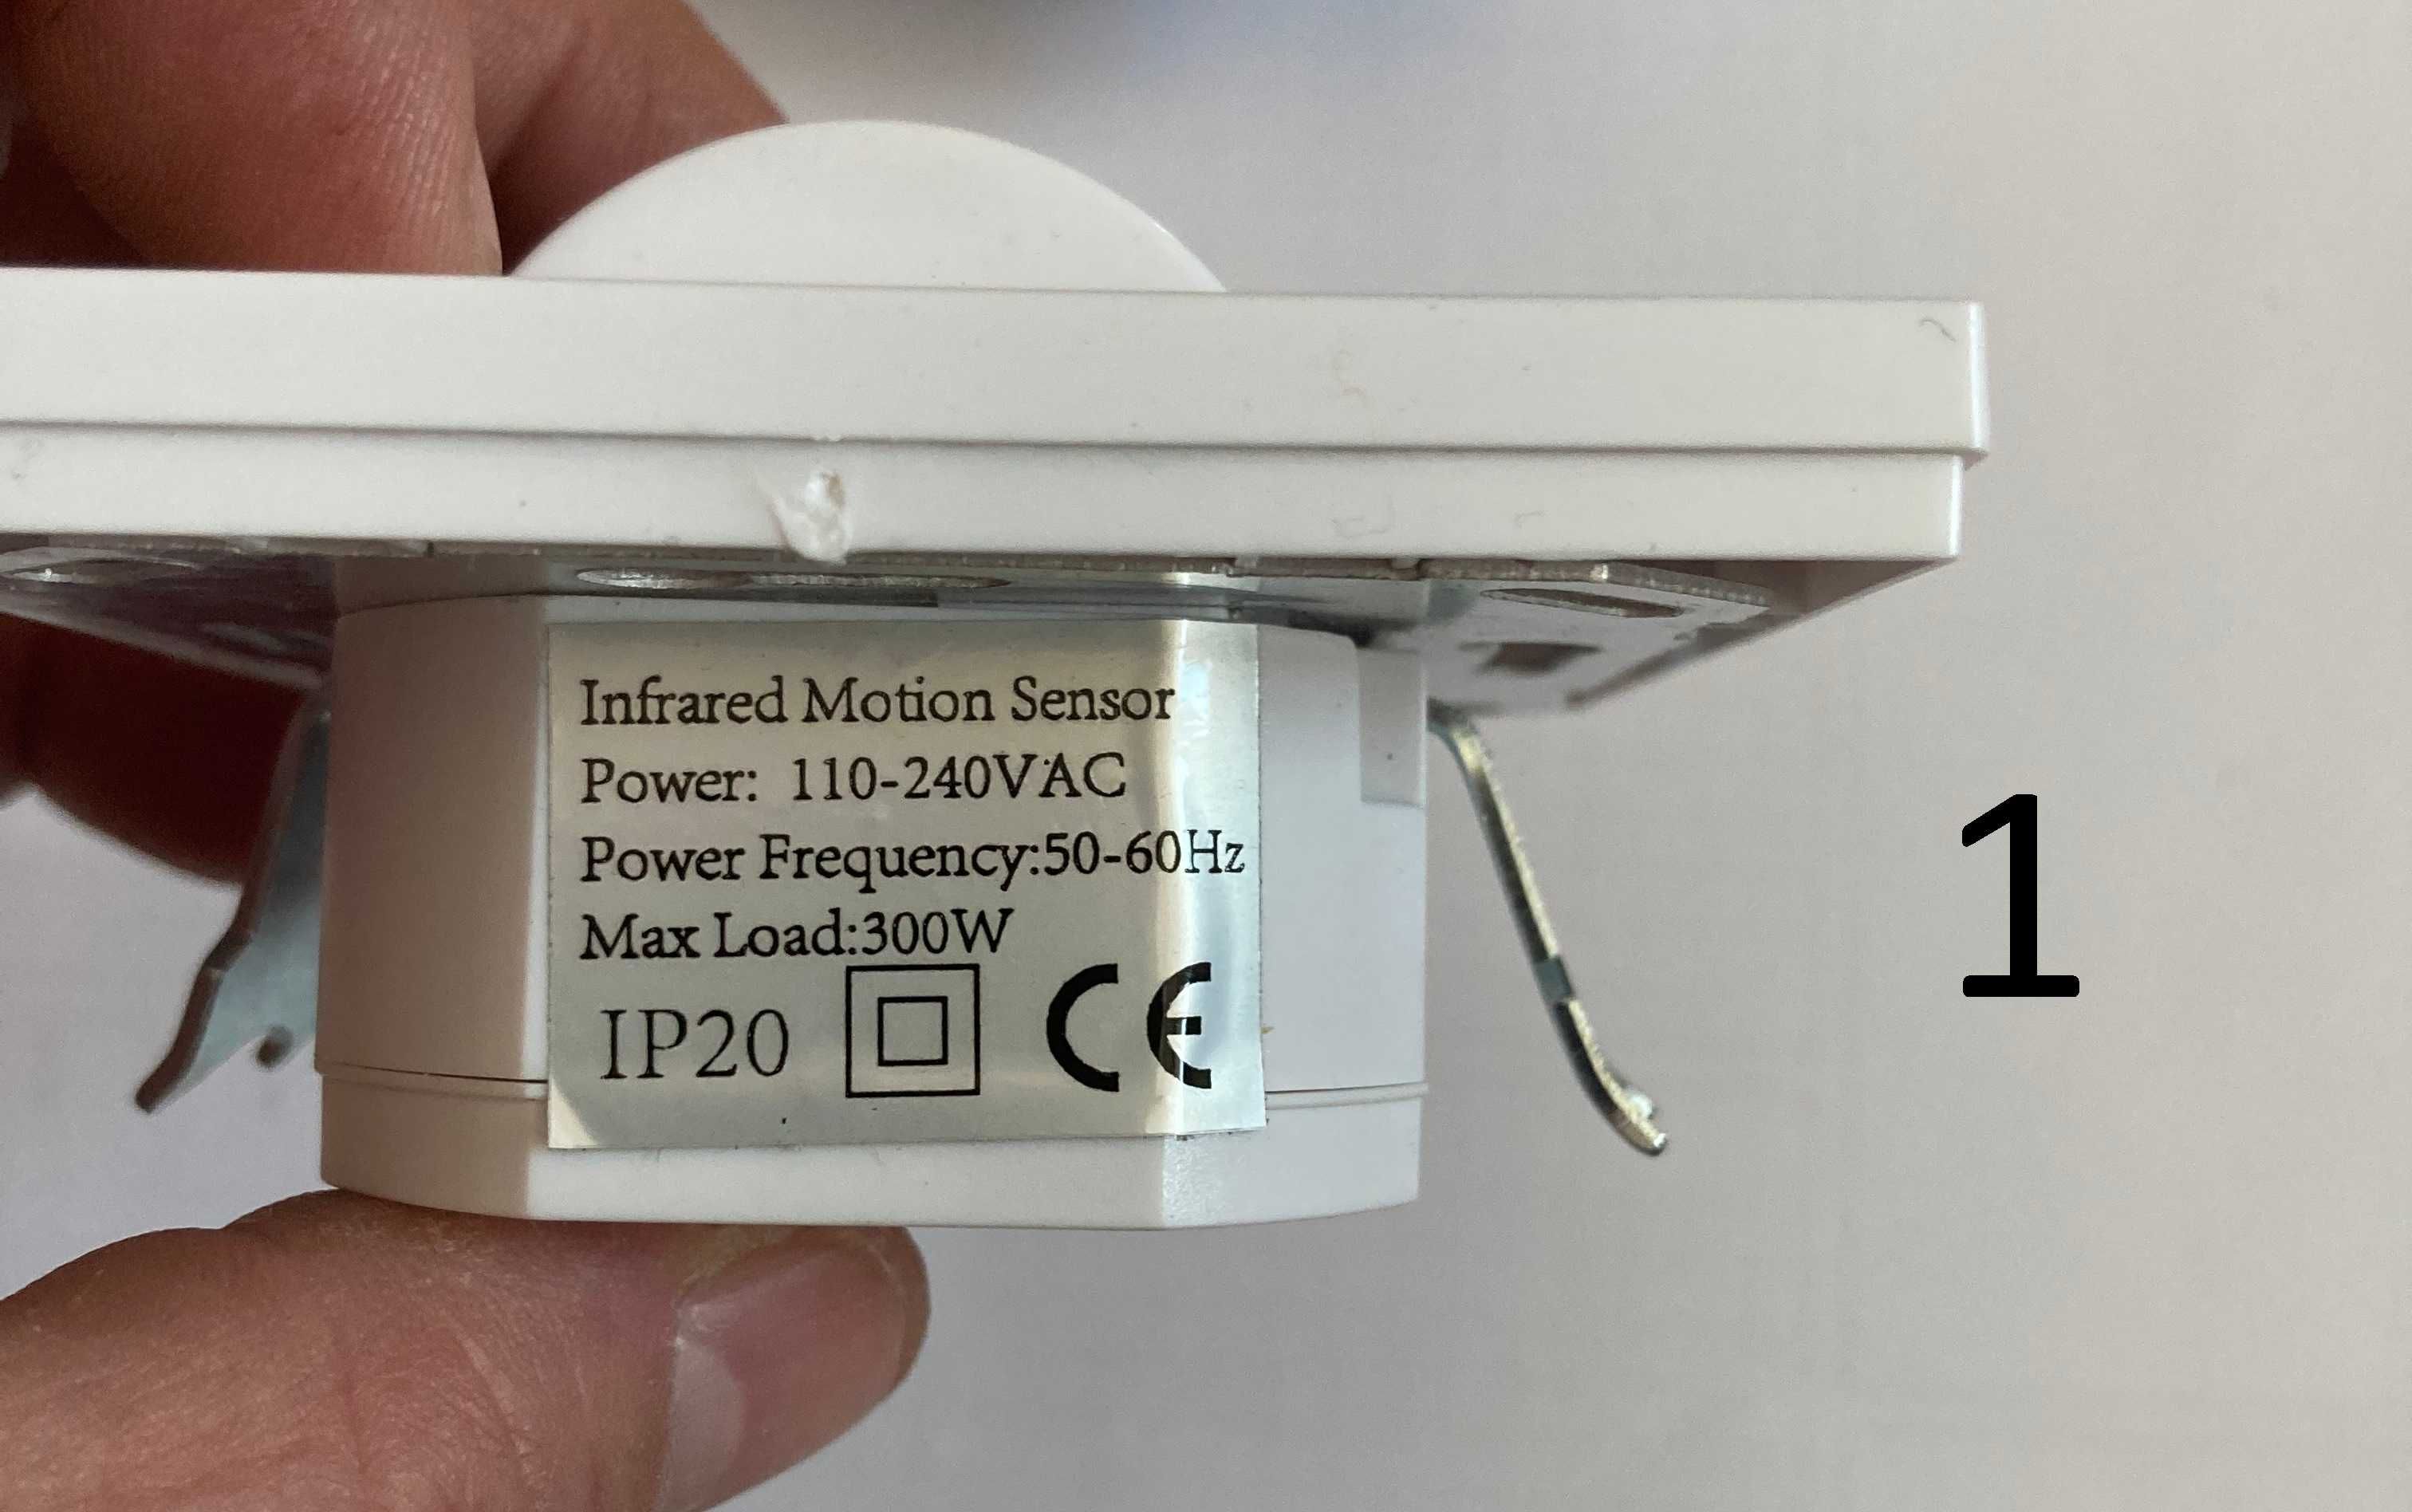 Infrared Motion Sensor
Power: 110-240VAC
Power Frequency:50-60Hz
Max Load:300W
IP20 CE
1